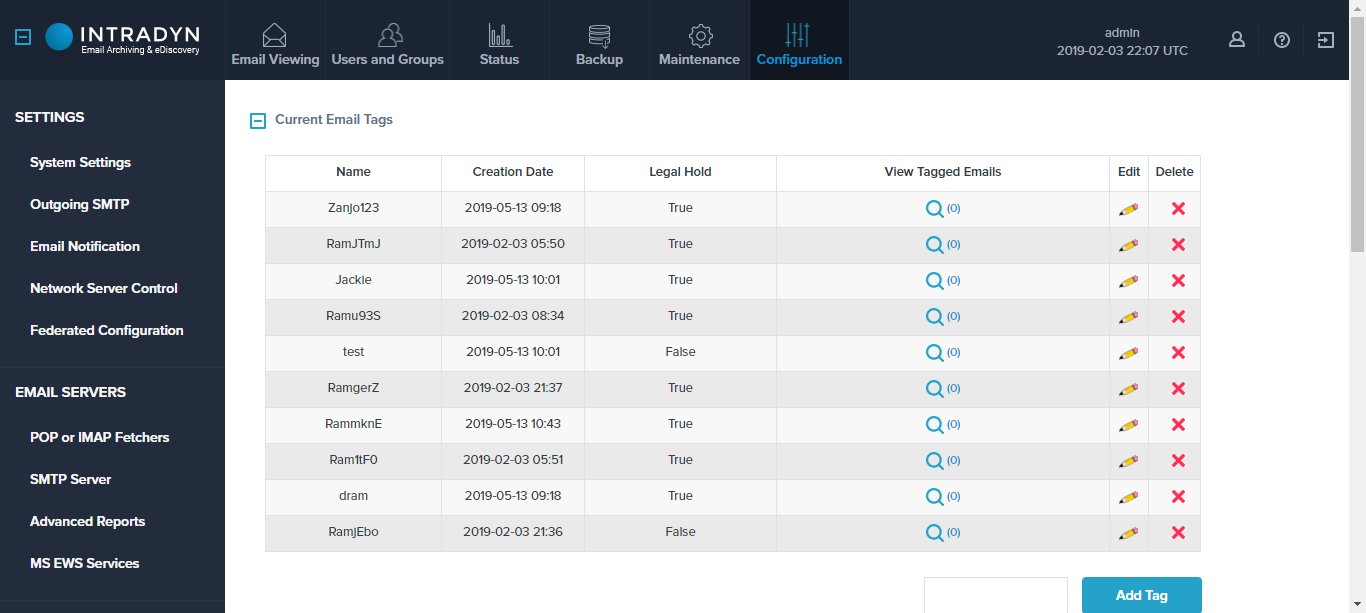 INTRADYN
Email Archiving & eDiscovery
Email Viewing
Users and Groups
Status
Backup
Maintenance
Configuration
admin
2019-02-03 22:07 UTC
SETTINGS
System Settings
Outgoing SMTP
Email Notification
Network Server Control
Federated Configuration
EMAIL SERVERS
POP or IMAP Fetchers
SMTP Server
Advanced Reports
MS EWS Services
Current Email Tags
Name Creation Date Legal Hold View Tagged Emails Edit Delete
Zanjo123 2019-05-13 09:18 True (0)
RamJTmJ 2019-02-03 05:50 True (0)
Jackie 2019-05-13 10:01 True (0)
Ramu93S 2019-02-03 08:34 True (0)
test 2019-05-13 10:01 False (0)
RamgerZ 2019-02-03 21:37 True (0)
RammknE 2019-05-13 10:43 True (0)
Ram1tF0 2019-02-03 05:51 True (0)
dram 2019-05-13 09:18 True (0)
RamjEbo 2019-02-03 21:36 False (0)
Add Tag